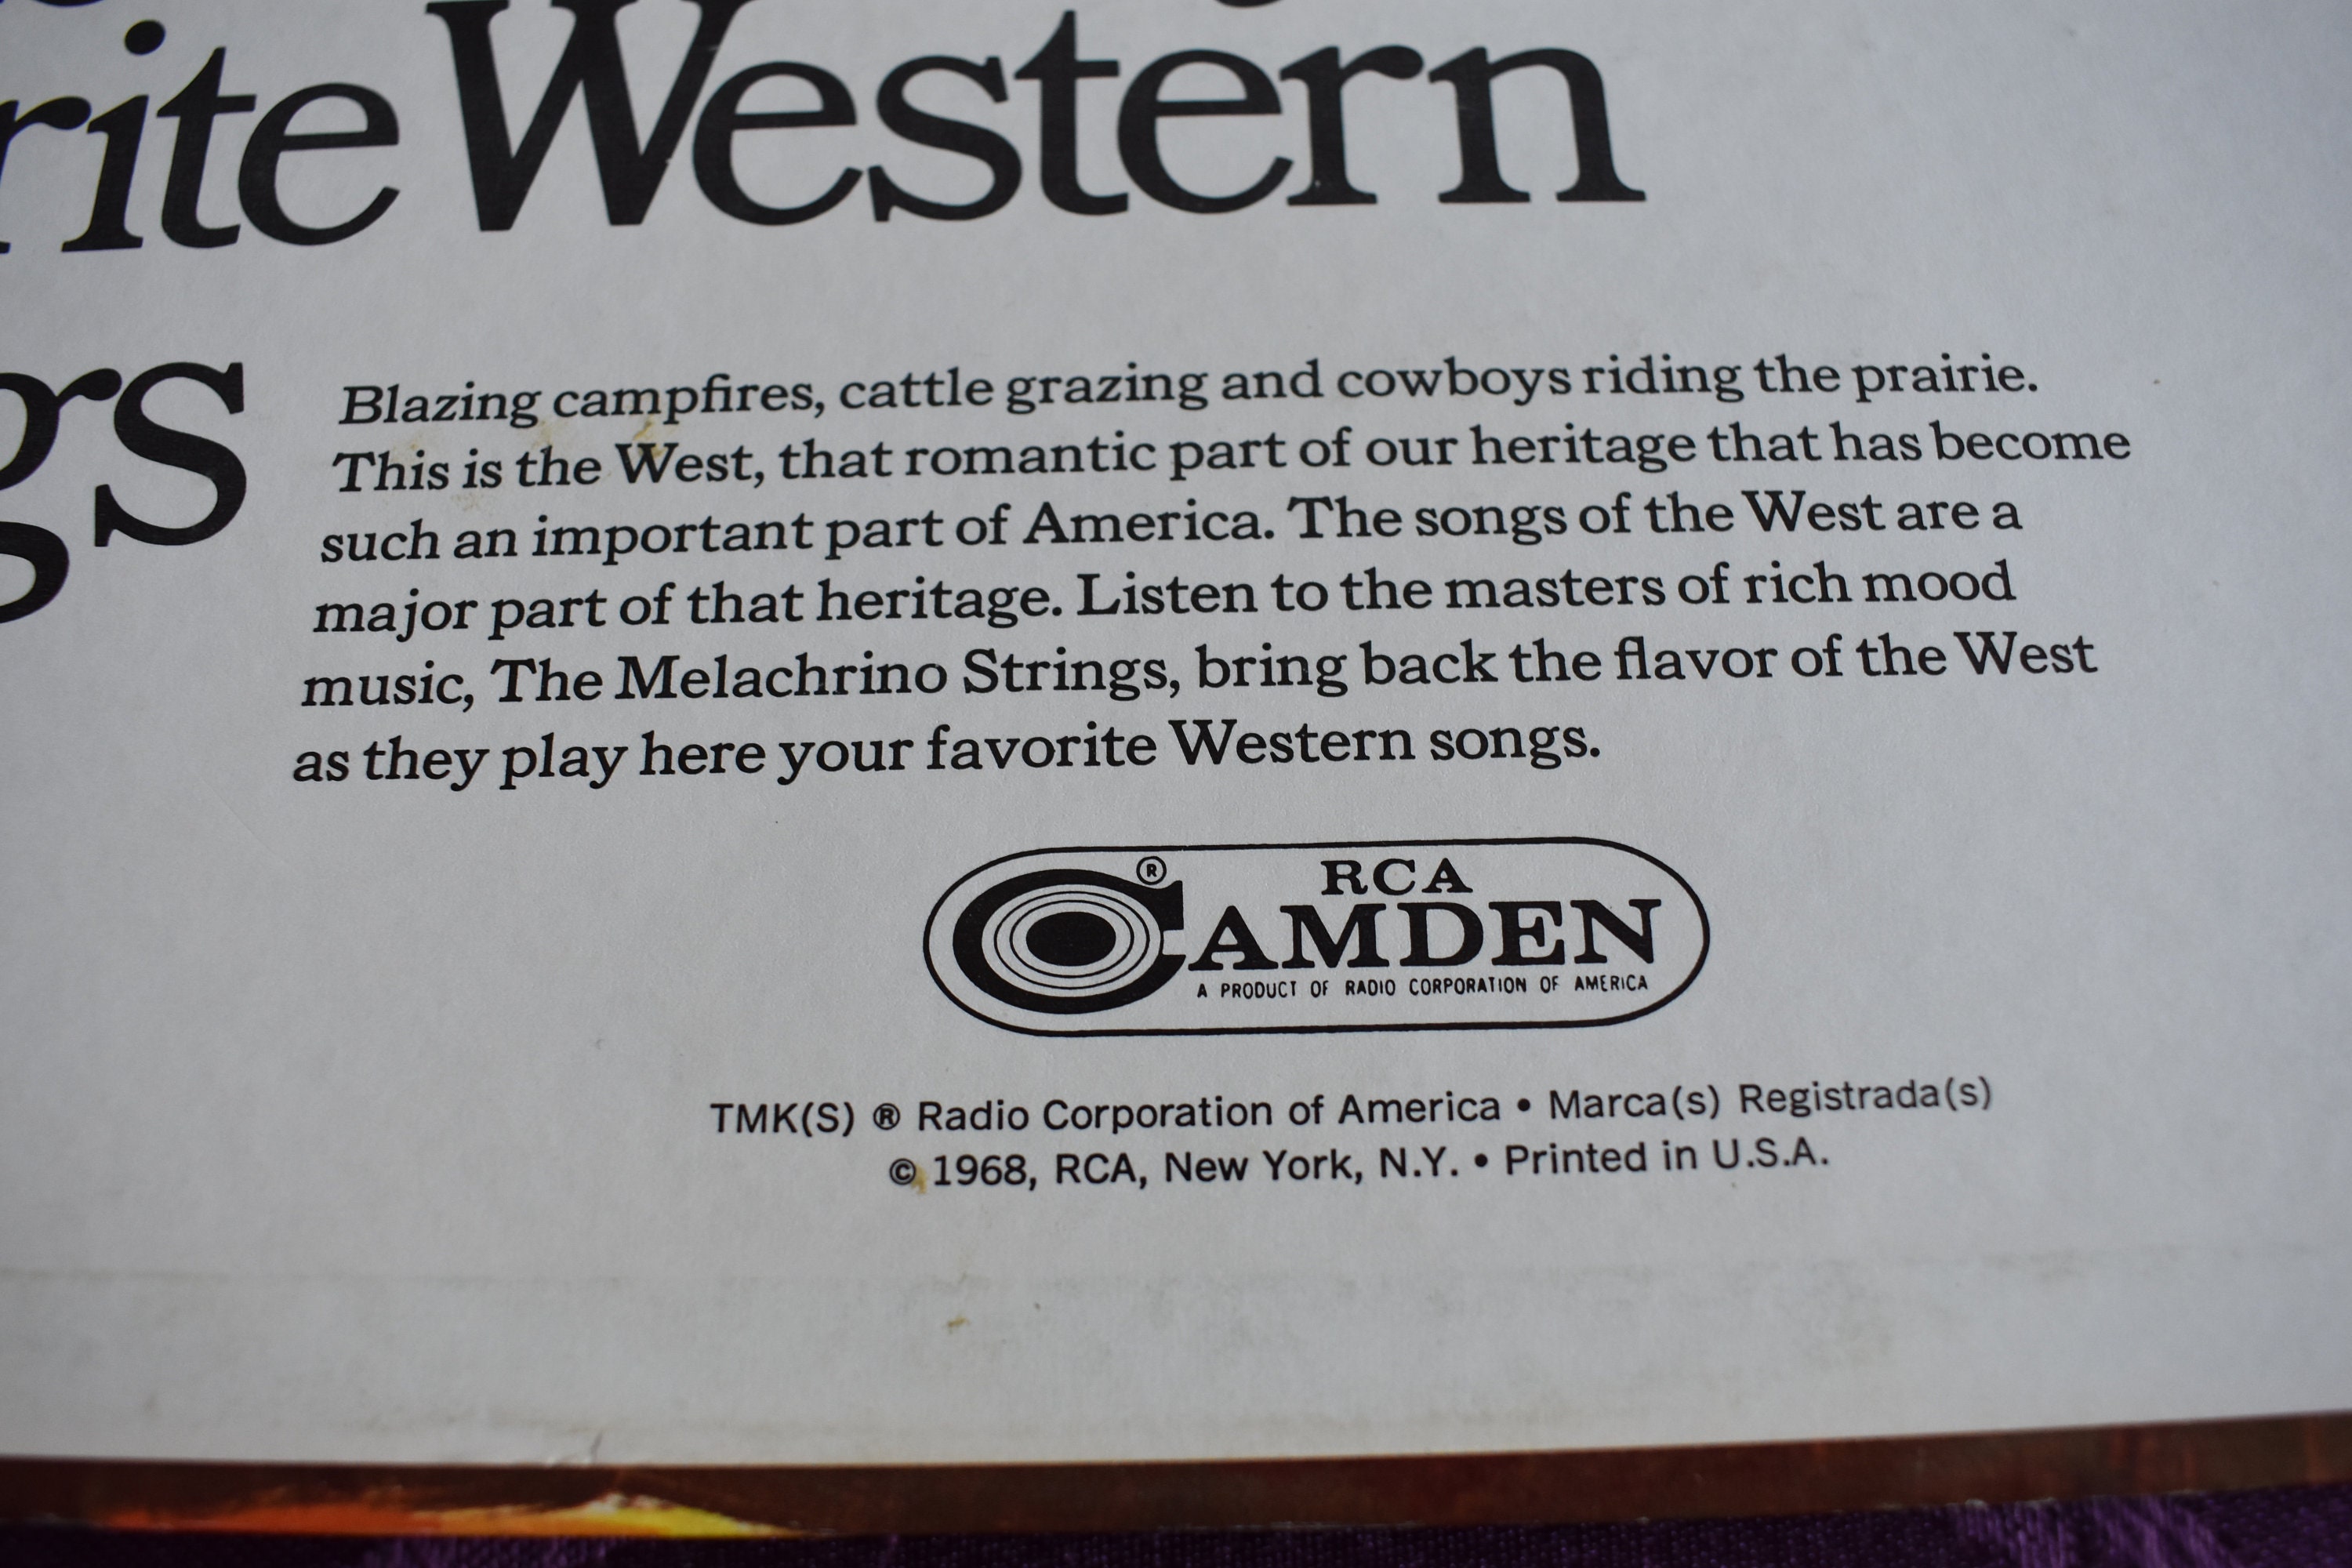 Western
Blazing campfires, cattle grazing and cowboys riding the prairie.
This is the West, that romantic part of our heritage that has become
such an important part of America. The songs of the West are a
major part of that heritage. Listen to the masters of rich mood
music, The Melachrino Strings, bring back the flavor of the West
as they play here your favorite Western songs.
®
RCA
CAMDEN
A PRODUCT OF RADIO CORPORATION OF AMERICA
TMK(S) ® Radio Corporation of America • Marca(s) Registrada(s)
© 1968, RCA, New York, N.Y. • Printed in U.S.A.